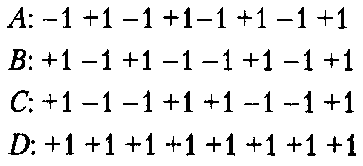 A: −1 +1 −1 +1−1 +1 −1 +1
B: +1 −1 +1 −1 −1 +1 −1 +1
C: +1 −1 −1 +1 +1 −1 −1 +1
D: +1 +1 +1 +1 +1 +1 +1 +1